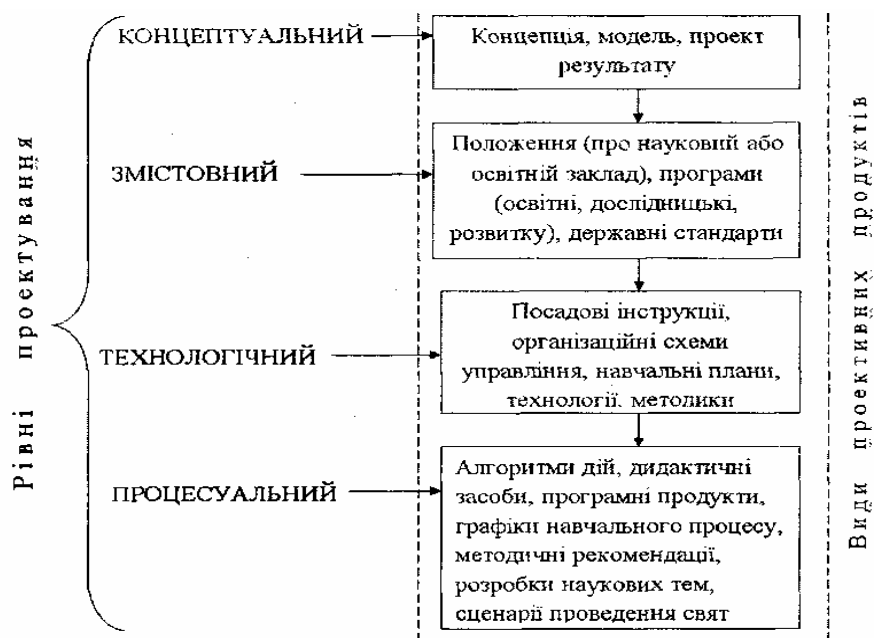 Рівні проектування
КОНЦЕПТУАЛЬНИЙ
Концепція, модель, проект
результату
ЗМІСТОВНИЙ
Положення (про науковий або
освітній заклад), програми
(освітні, дослідницькі,
розвитку), державні стандарти
ТЕХНОЛОГІЧНИЙ
Посадові інструкції,
організаційні схеми
управління, навчальні плани,
технології, методики
ПРОЦЕСУАЛЬНИЙ
Алгоритми дій, дидактичні
засоби, програмні продукти,
графіки навчального процесу,
методичні рекомендації,
розробки наукових тем,
сценарії проведення свят
Види проективних продуктів